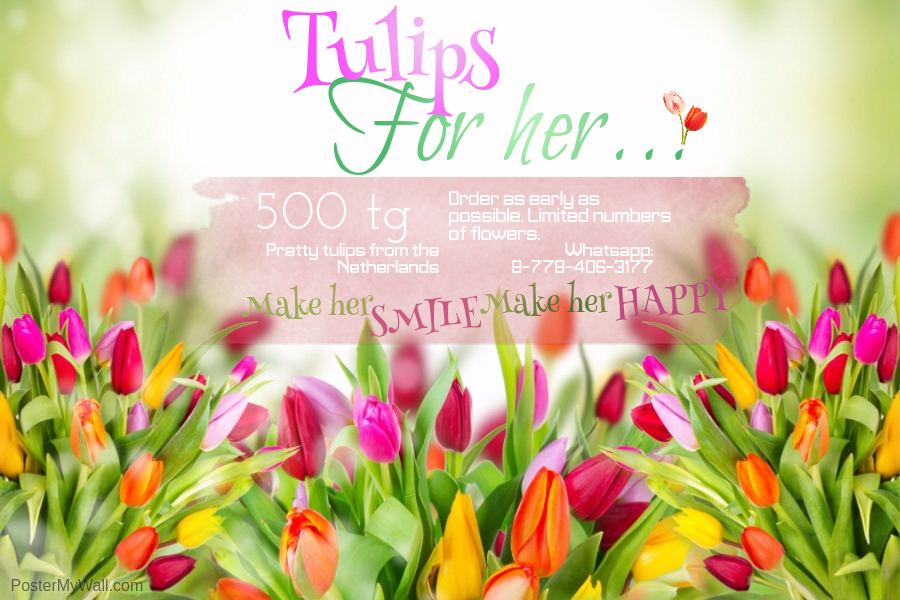 Tulips
For her...
500 tg
Pretty tulips from the
Netherlands
Order as early as
possible. Limited numbers
of flowers.
Whatsapp:
8-778-406-3177
Make her SMILE Make her HAPPY
PosterMyWall.com